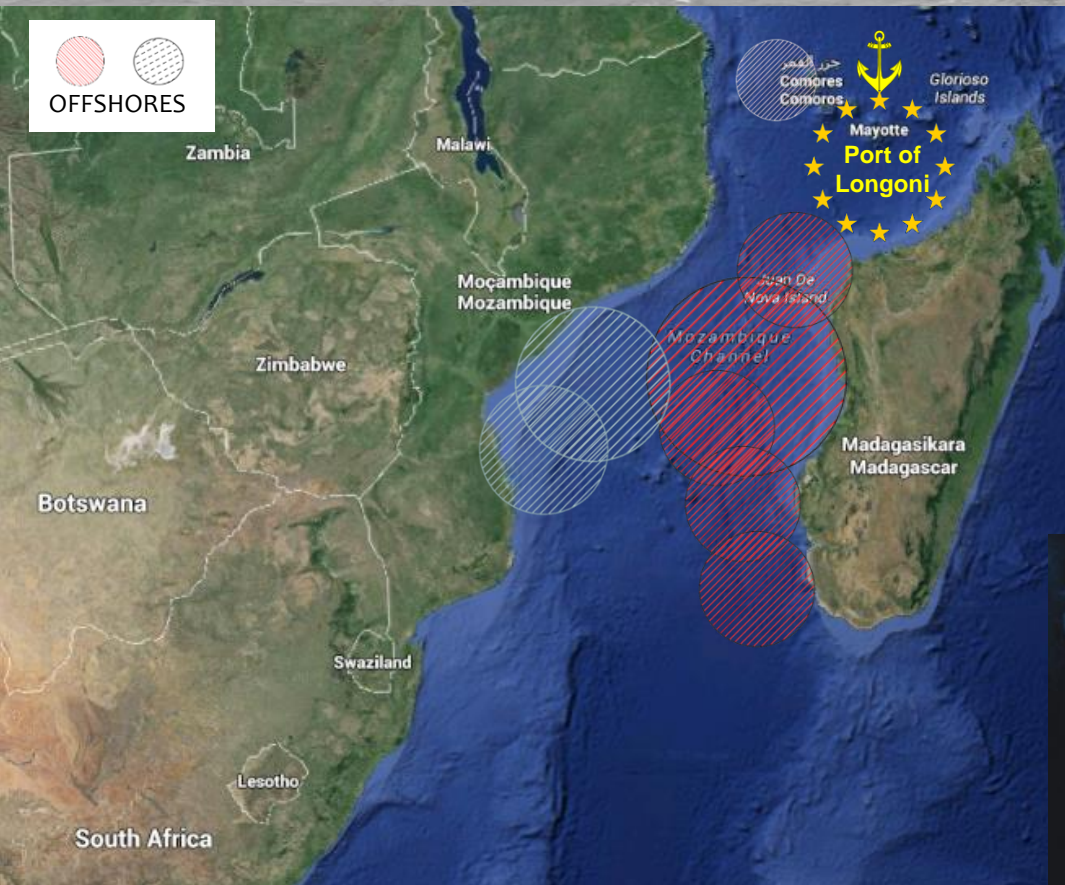 OFFSHORES
جزر القمر
Comores
Comoros
Glorioso
Islands
Mayotte
Port of
Longoni
Zambia
Malawi
Moçambique
Mozambique
Juan De
Nova Island
Mozambique
Channel
Zimbabwe
Madagasikara
Madagascar
Botswana
Swaziland
Lesotho
South Africa